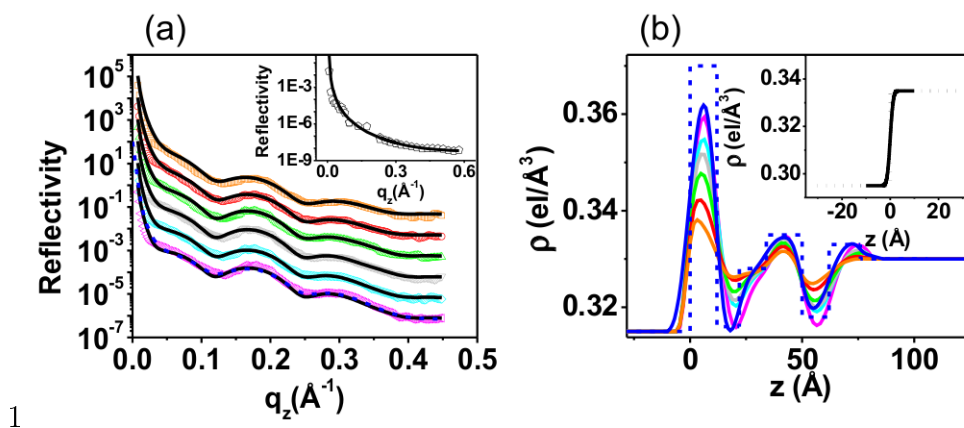 (a)
(b)
Reflectivity
10^5
10^3
10^1
10^-1
10^-3
10^-5
10^-7
0.0 0.1 0.2 0.3 0.4 0.5
q_z(Å^-1)
Reflectivity
1E-3
1E-6
1E-9
0.0 0.3 0.6
q_z(Å^-1)
ρ (el/Å^3)
0.36
0.34
0.32
0 50 100
z (Å)
ρ (el/Å^3)
0.34
0.32
0.30
-20 0 20
z (Å)
1